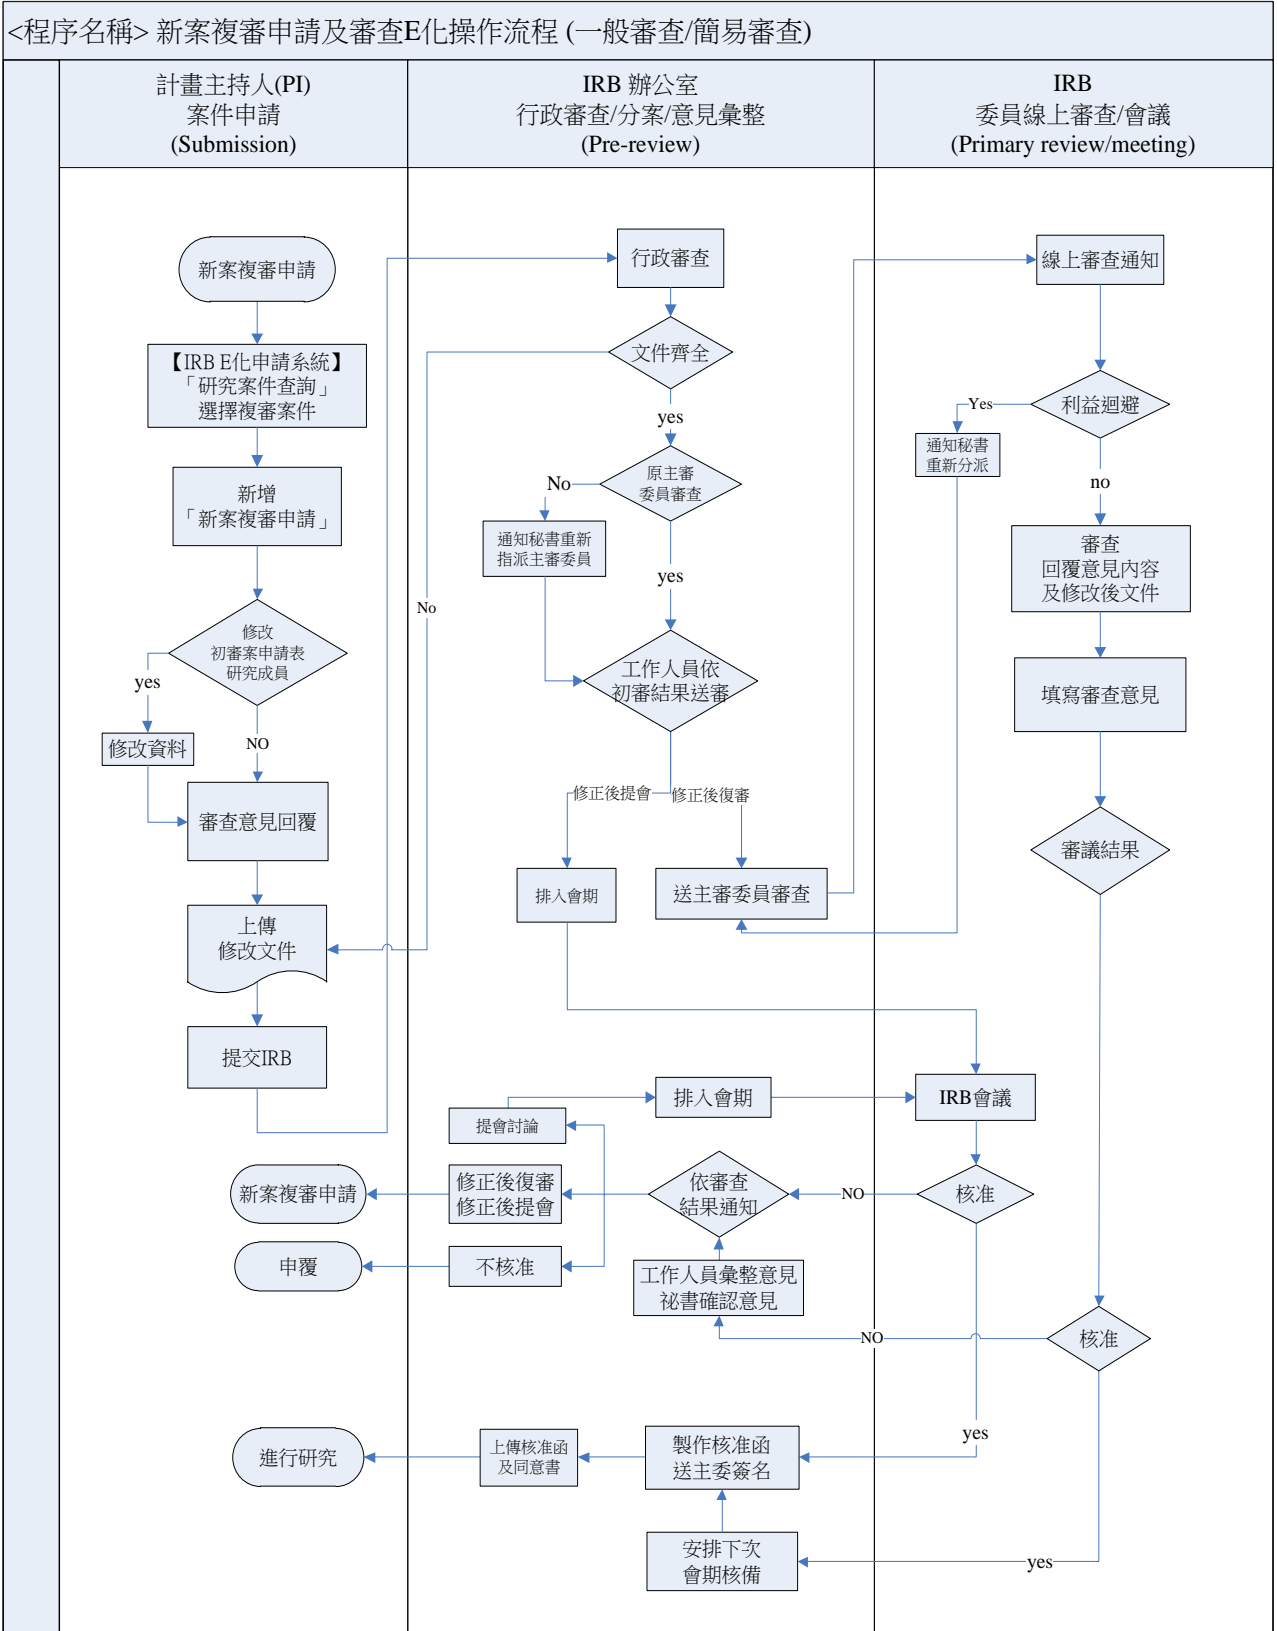 <程序名稱> 新案複審申請及審查E化操作流程 (一般審查/簡易審查)
計畫主持人(PI)
案件申請
(Submission)
IRB 辦公室
行政審查/分案/意見彙整
(Pre-review)
IRB
委員線上審查/會議
(Primary review/meeting)
新案複審申請
【IRB E化申請系統】
「研究案件查詢」
選擇複審案件
新增
「新案複審申請」
修改
初審案申請表
研究成員
yes
NO
修改資料
審查意見回覆
上傳
修改文件
提交IRB
行政審查
文件齊全
yes
No
原主審
委員審查
No
通知秘書重新
指派主審委員
yes
工作人員依
初審結果送審
修正後提會
修正後復審
排入會期
送主審委員審查
線上審查通知
利益迴避
Yes
通知秘書
重新分派
no
審查
回覆意見內容
及修改後文件
填寫審查意見
審議結果
排入會期
IRB會議
提會討論
新案複審申請
修正後復審
修正後提會
依審查
結果通知
NO
核准
申覆
不核准
工作人員彙整意見
祕書確認意見
NO
核准
yes
進行研究
上傳核准函
及同意書
製作核准函
送主委簽名
安排下次
會期核備
yes